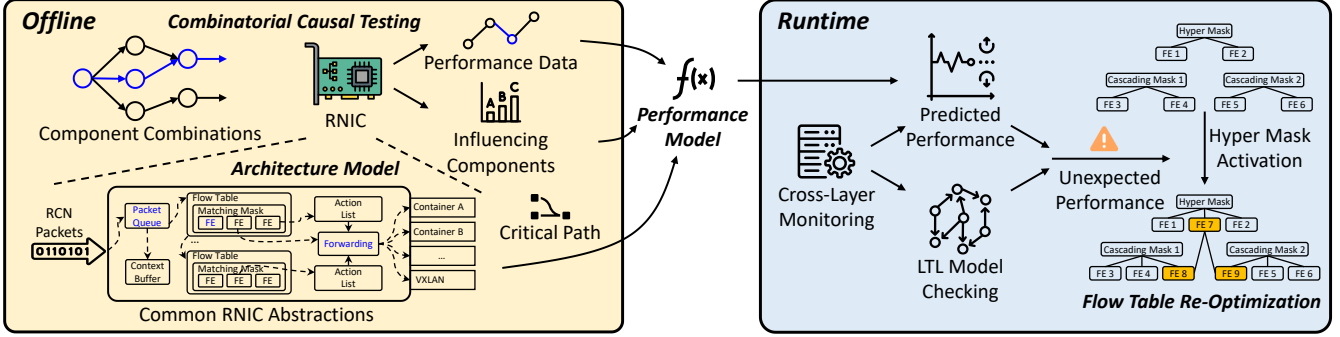 Offline
Combinatorial Causal Testing
Component Combinations
RNIC
Performance Data
A B C
Influencing
Components
f(x)
Performance
Model
Architecture Model
RCN
Packets
0110101
Packet
Queue
Context
Buffer
Flow Table
Matching Mask
FE FE FE
...
Flow Table
Matching Mask
FE FE FE
Action
List
Forwarding
Action
List
Container A
Container B
...
VXLAN
Critical Path
Common RNIC Abstractions
Runtime
Cross-Layer
Monitoring
Predicted
Performance
LTL Model
Checking
Unexpected
Performance
Hyper Mask
FE 1 FE 2
Cascading Mask 1 Cascading Mask 2
FE 3 FE 4 FE 5 FE 6
Hyper Mask
Activation
Hyper Mask
FE 1 FE 7 FE 2
Cascading Mask 1 Cascading Mask 2
FE 3 FE 4 FE 8 FE 9 FE 5 FE 6
Flow Table Re-Optimization